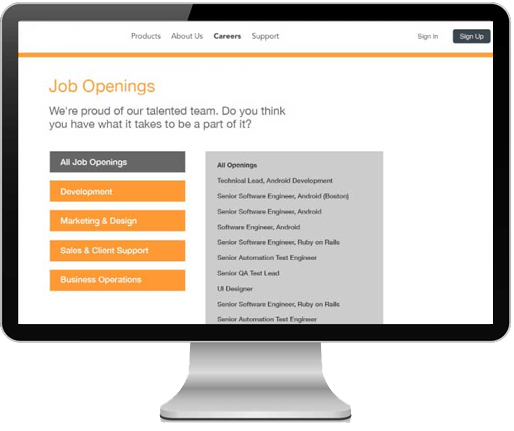 Products About Us Careers Support Sign In Sign Up
Job Openings
We're proud of our talented team. Do you think
you have what it takes to be a part of it?
All Job Openings
Development
Marketing & Design
Sales & Client Support
Business Operations
All Openings
Technical Lead, Android Development
Senior Software Engineer, Android (Boston)
Senior Software Engineer, Android
Software Engineer, Android
Senior Software Engineer, Ruby on Rails
Senior Automation Test Engineer
Senior QA Test Lead
UI Designer
Senior Software Engineer, Ruby on Rails
Senior Automation Test Engineer